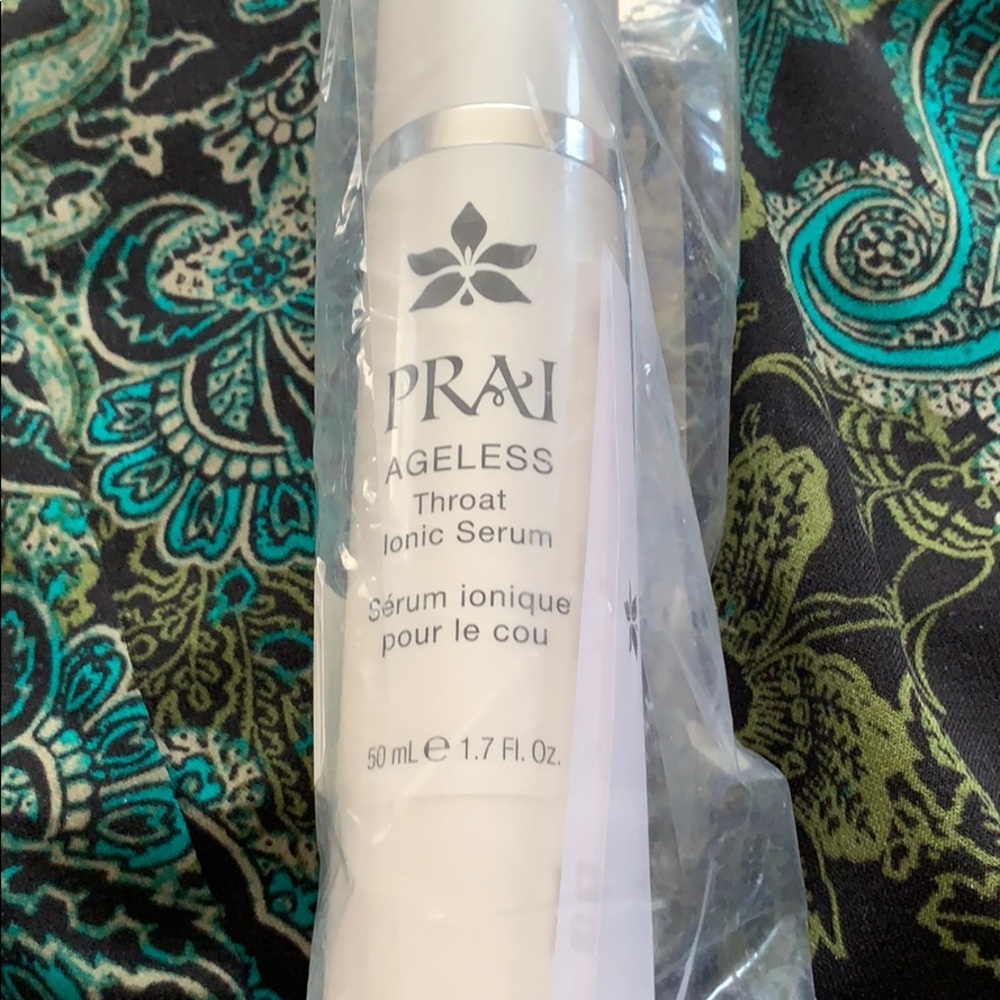 PRAI
AGELESS
Throat
Ionic Serum
Sérum ionique
pour le cou
50 mL ℮ 1.7 Fl. Oz.